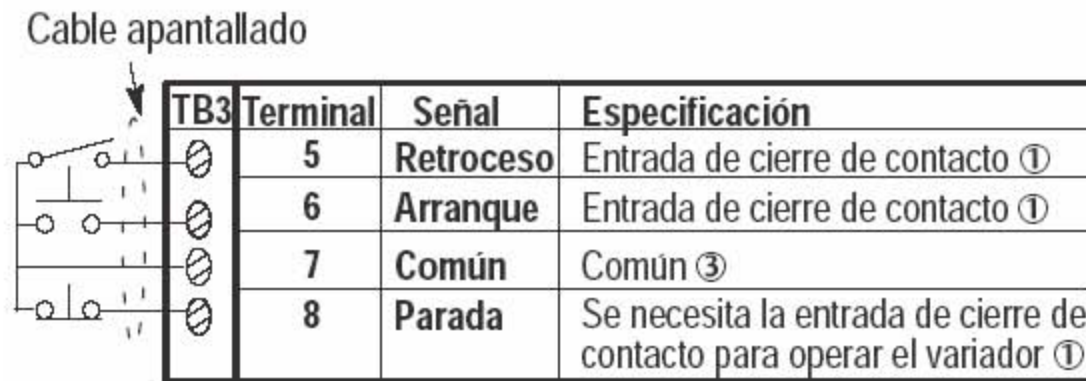 Cable apantallado
TB3 Terminal Señal Especificación
5 Retroceso Entrada de cierre de contacto ①
6 Arranque Entrada de cierre de contacto ①
7 Común Común ③
8 Parada Se necesita la entrada de cierre de
contacto para operar el variador ①